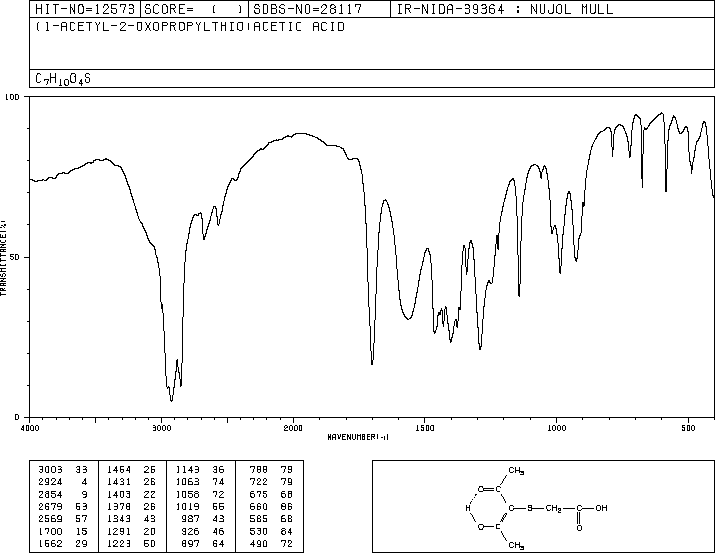 HIT-NO=12573 SCORE= ( ) SDBS-NO=28117 IR-NIDA-39364 : NUJOL MULL
(1-ACETYL-2-OXOPROPYLTHIO)ACETIC ACID
C7H10O4S
100
50
0
TRANSMITTANCE(%)
4000 3000 2000 1500 1000 500
WAVENUMBER(-1)
3003 33 1464 26 1143 36 788 79
2924 4 1431 26 1063 74 722 79
2854 9 1403 22 1058 72 675 68
2679 53 1378 26 1019 55 660 86
2569 57 1343 43 987 43 585 68
1700 15 1291 20 926 46 530 84
1562 29 1223 50 897 64 490 72
CH3
O C
H C S CH2 C OH
O C O
CH3